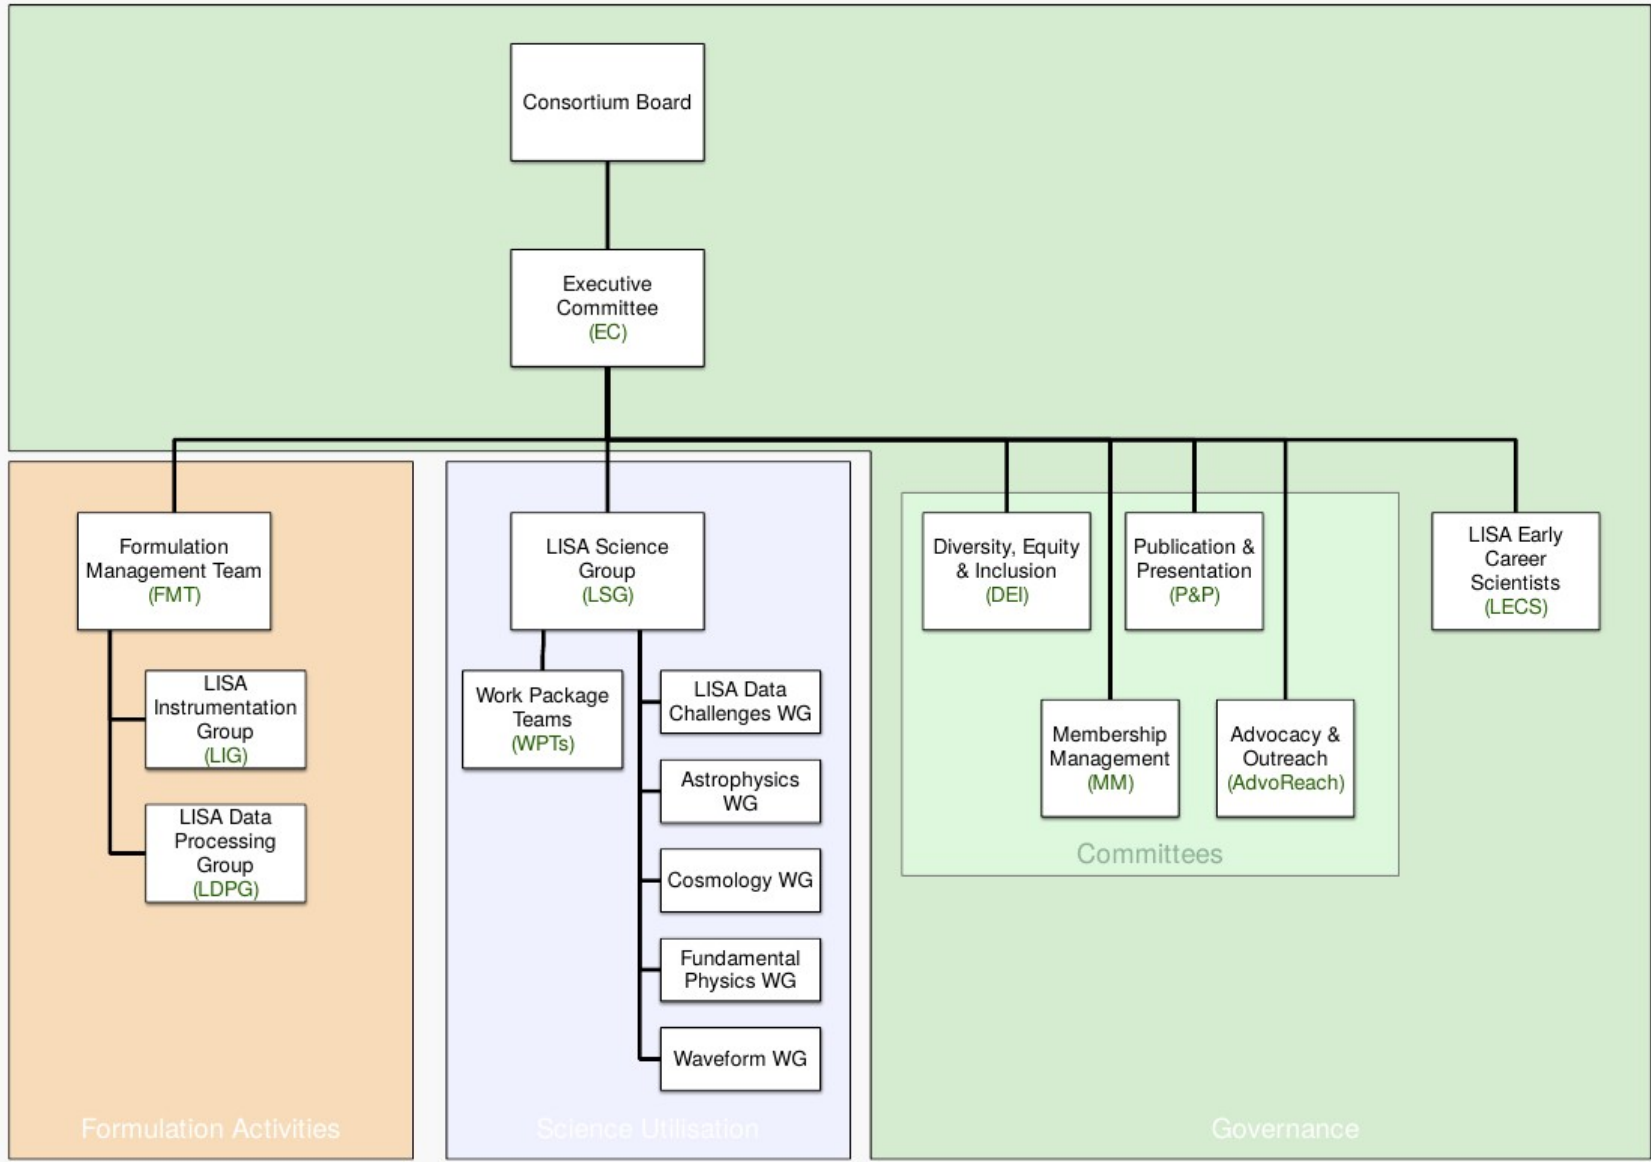 Consortium Board
Executive
Committee
(EC)
Formulation
Management Team
(FMT)
LISA
Instrumentation
Group
(LIG)
LISA Data
Processing
Group
(LDPG)
Formulation Activities
LISA Science
Group
(LSG)
Work Package
Teams
(WPTs)
LISA Data
Challenges WG
Astrophysics
WG
Cosmology WG
Fundamental
Physics WG
Waveform WG
Science Utilisation
Diversity, Equity
& Inclusion
(DEI)
Publication &
Presentation
(P&P)
Membership
Management
(MM)
Advocacy &
Outreach
(AdvoReach)
Committees
LISA Early
Career
Scientists
(LECS)
Governance